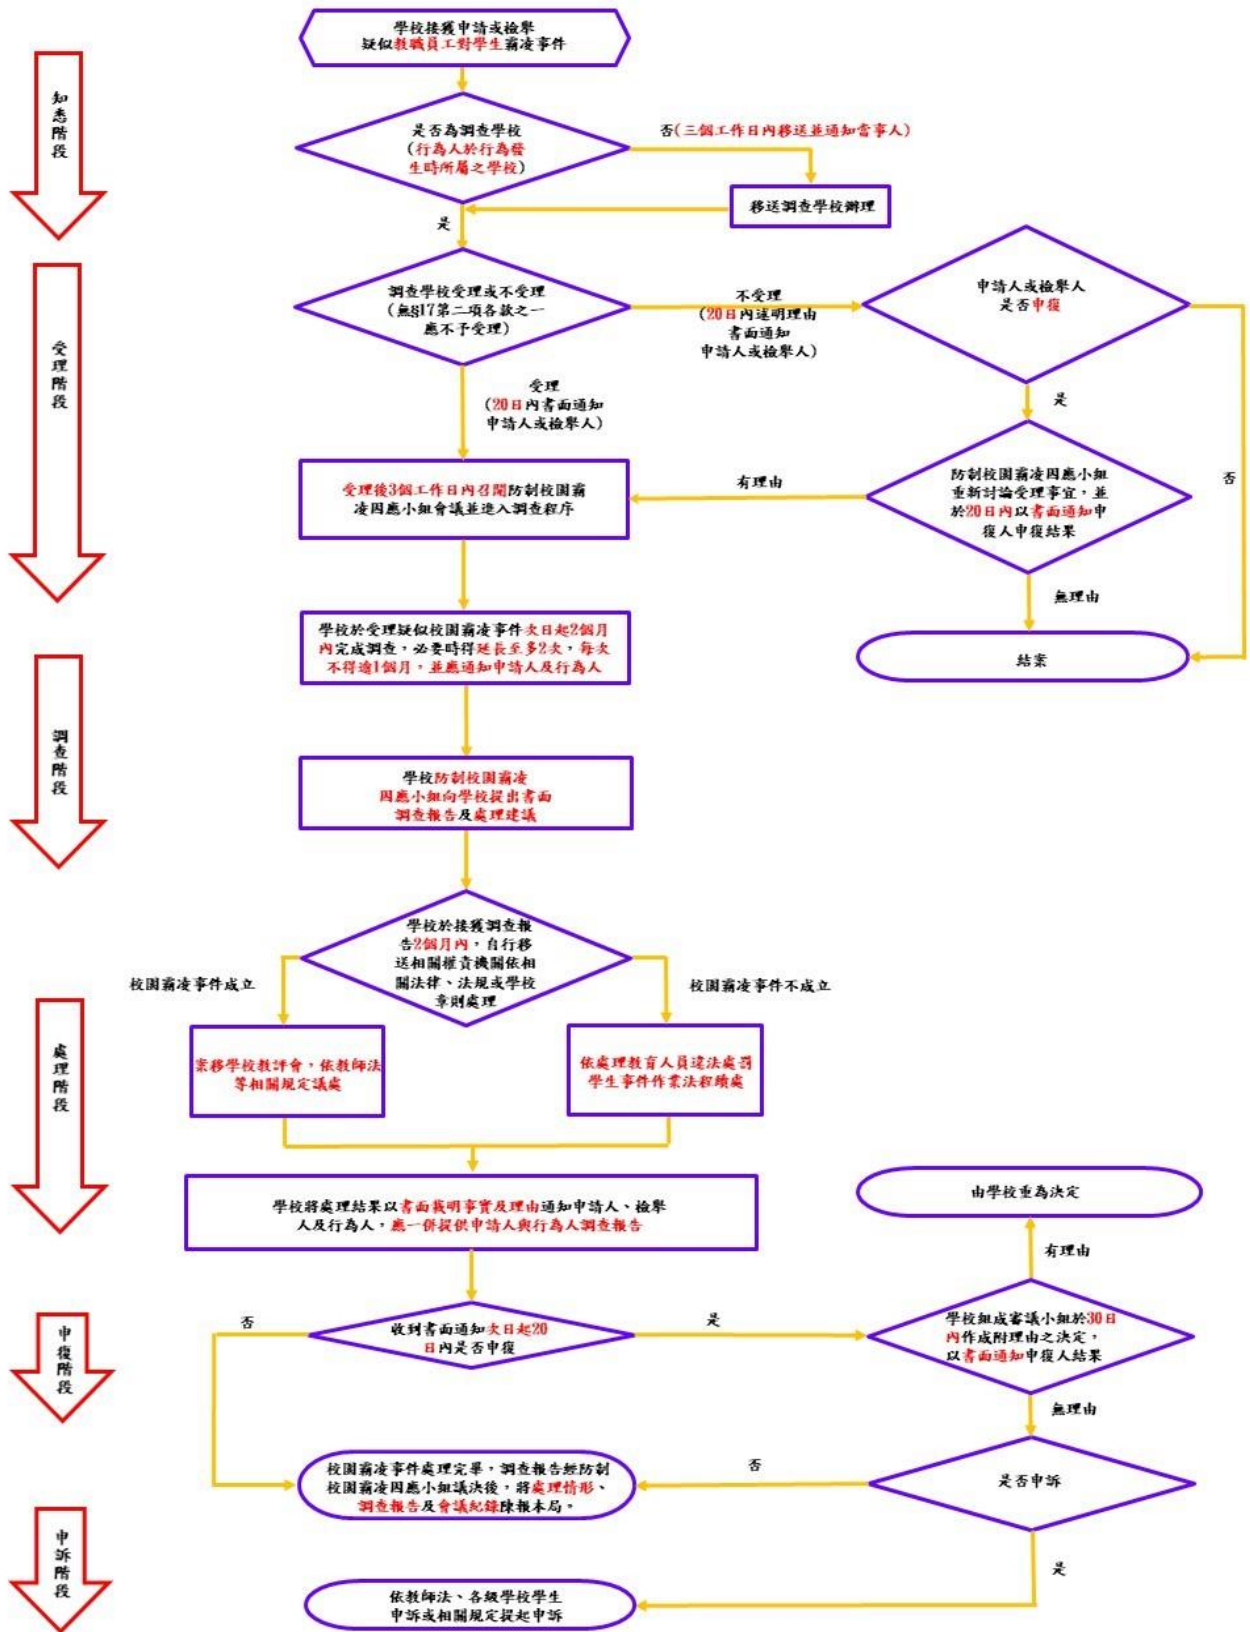 學校接獲申請或檢舉
疑似教職員工對學生霸凌事件
知悉階段
是否為調查學校
(行為人於行為發
生時所屬之學校)
否(三個工作日內移送並通知當事人)
移送調查學校辦理
是
受理階段
調查學校受理或不受理
(無§17第二項各款之一
應不予受理)
不受理
(20日內述明理由
書面通知
申請人或檢舉人)
申請人或檢舉人
是否申復
受理
(20日內書面通知
申請人或檢舉人)
是
否
受理後3個工作日內召開防制校園霸
凌因應小組會議並進入調查程序
有理由
防制校園霸凌因應小組
重新討論受理事宜，並
於20日內以書面通知申
復人申復結果
無理由
結案
學校於受理疑似校園霸凌事件次日起2個月
內完成調查，必要時得延長至多2次，每次
不得逾1個月，並應通知申請人及行為人
調查階段
學校防制校園霸凌
因應小組向學校提出書面
調查報告及處理建議
學校於接獲調查報
告2個月內，自行移
送相關權責機關依相
關法律、法規或學校
章則處理
校園霸凌事件成立
校園霸凌事件不成立
處理階段
案移學校教評會，依教師法
等相關規定議處
依處理教育人員違法處罰
學生事件作業法程續處
學校將處理結果以書面載明事實及理由通知申請人、檢舉
人及行為人，應一併提供申請人與行為人調查報告
由學校重為決定
有理由
申復階段
否
收到書面通知次日起20
日內是否申復
是
學校組成審議小組於30日
內作成附理由之決定，
以書面通知申復人結果
無理由
校園霸凌事件處理完畢，調查報告經防制
校園霸凌因應小組議決後，將處理情形、
調查報告及會議紀錄陳報本局。
否
是否申訴
申訴階段
是
依教師法、各級學校學生
申訴或相關規定提起申訴